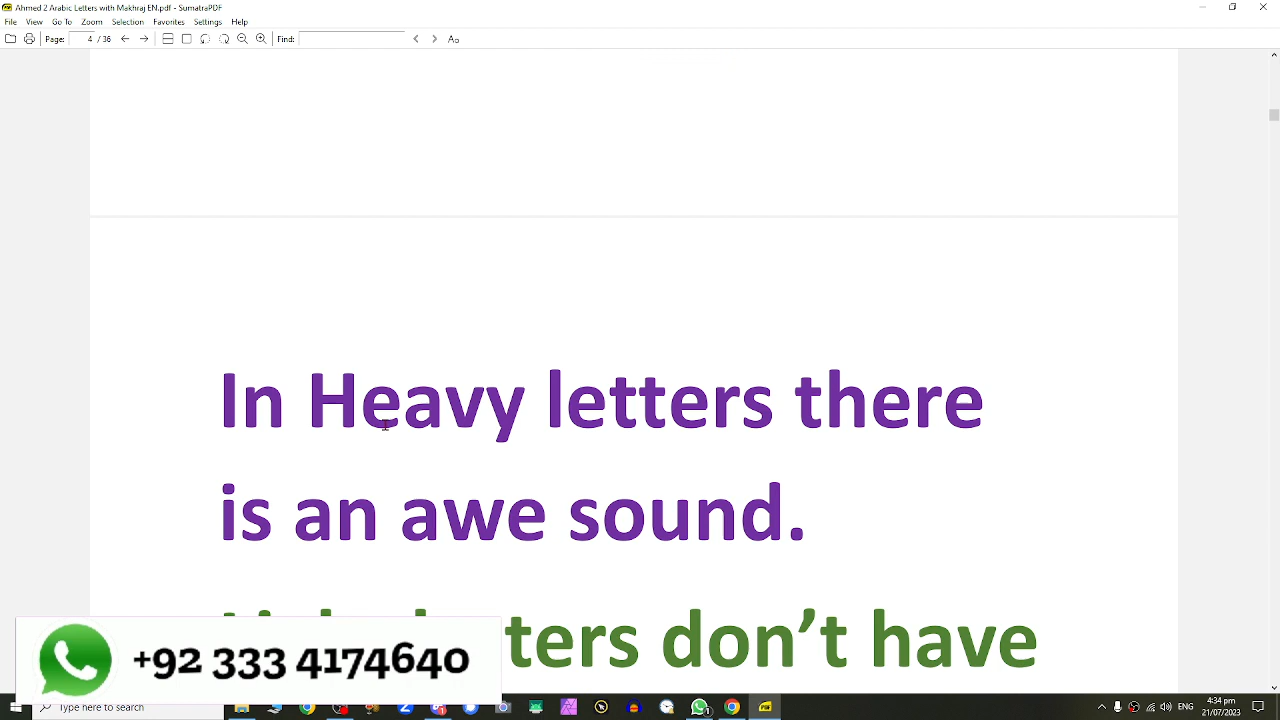 Ahmed 2 Arabic Letters with Makhraj EN.pdf - SumatraPDF
File View Go To Zoom Selection Favorites Settings Help
Page: 4 / 36 Find: Aa
In Heavy letters there
is an awe sound.
ters don't have
+92 333 4174640
Type here to search
ENG
4:34 pm
21/07/2023